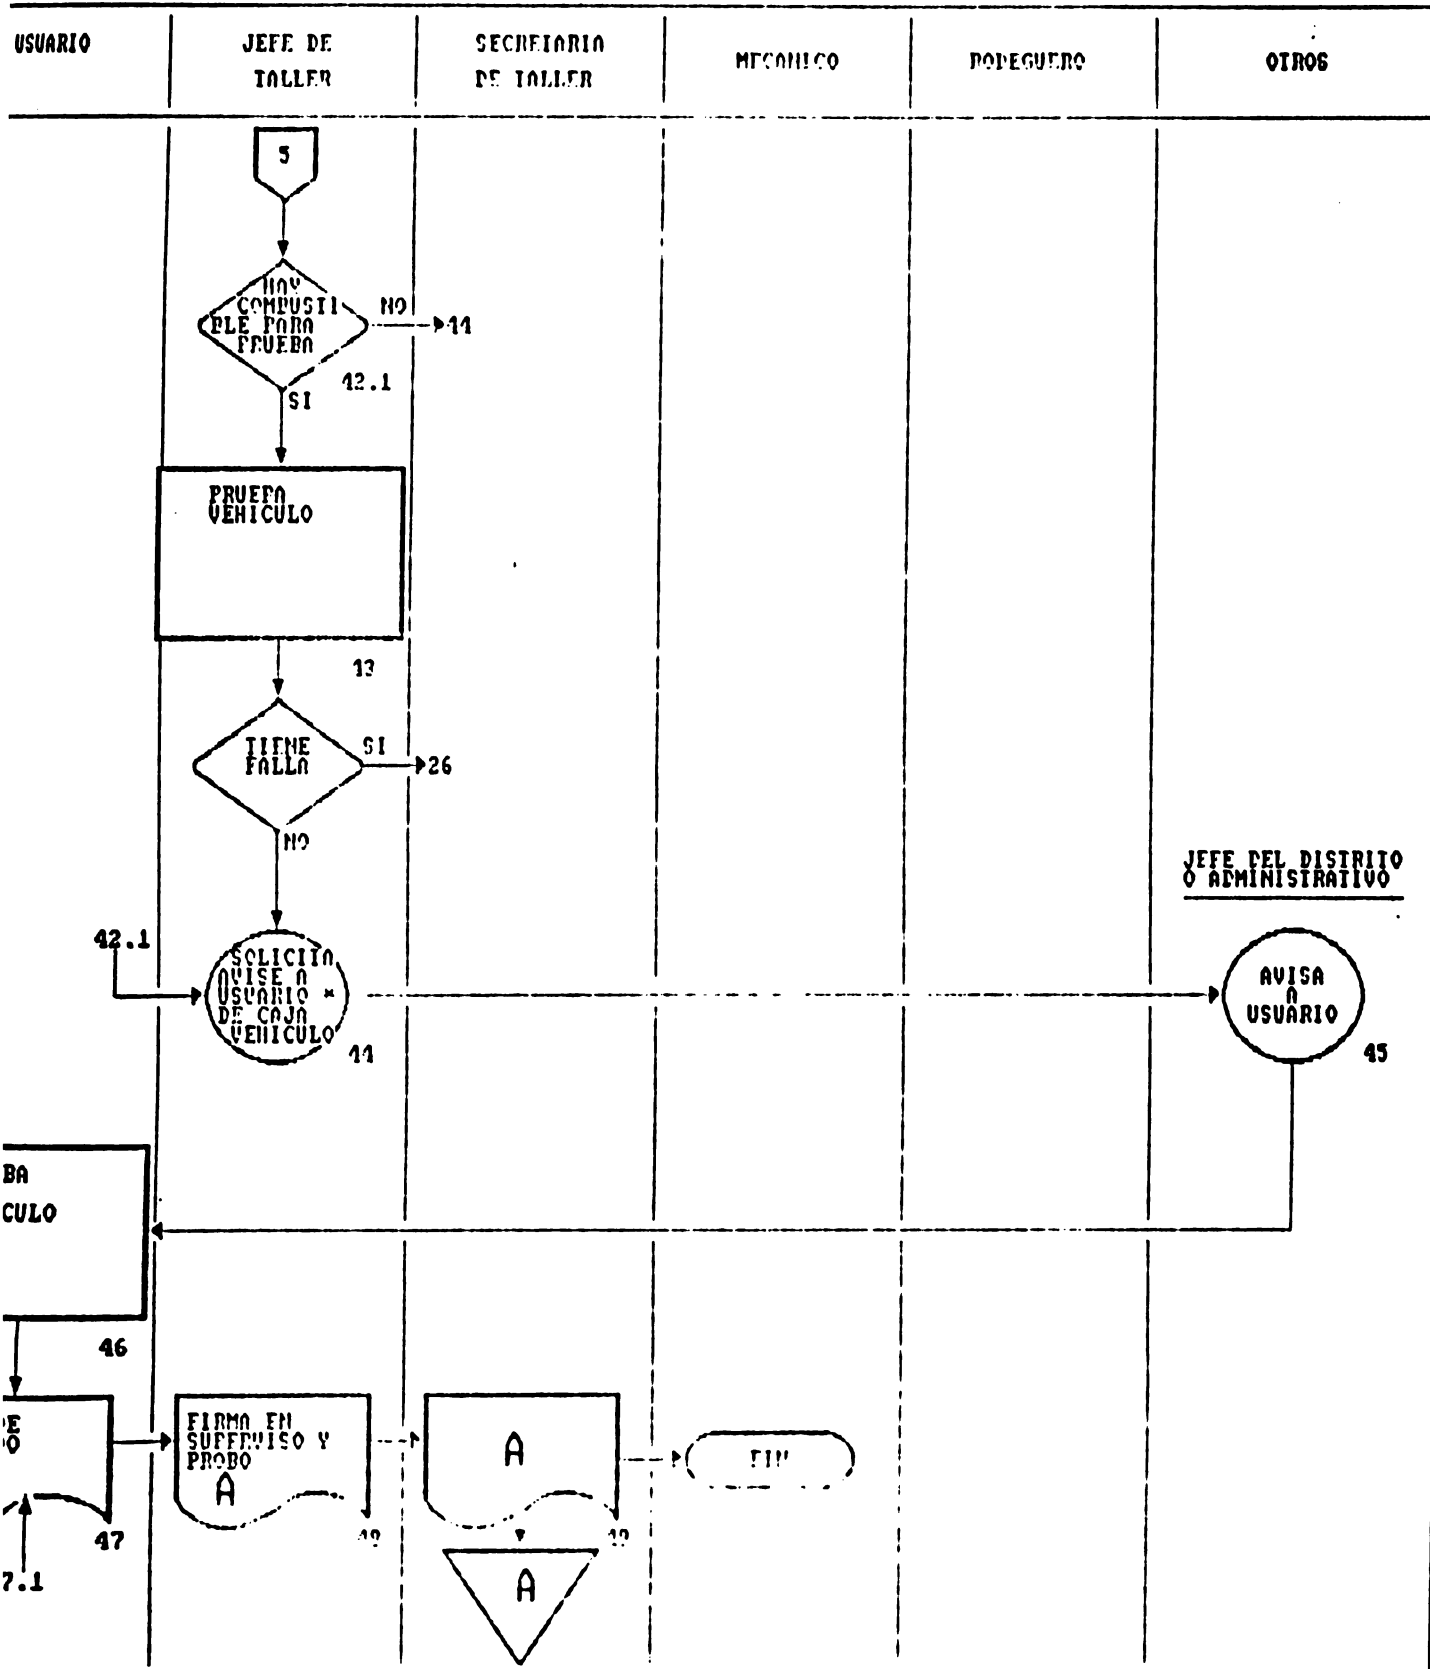 USUARIO
JEFE DE
TALLER
SECRETARIA
DE TALLER
MECANICO
BODEGUERO
OTROS
5
HAY
COMBUSTI
BLE PARA
PRUEBA
NO
44
42.1
SI
PRUEBA
VEHICULO
43
TIENE
FALLA
SI
26
NO
JEFE DEL DISTRITO
O ADMINISTRATIVO
42.1
SOLICITA
AVISE A
USUARIO *
DE CAJA
VEHICULO
44
AVISA
A
USUARIO
45
BA
CULO
46
FIRMA EN
SUPERVISO Y
PROBO
A
A
FIN
47
7.1
A